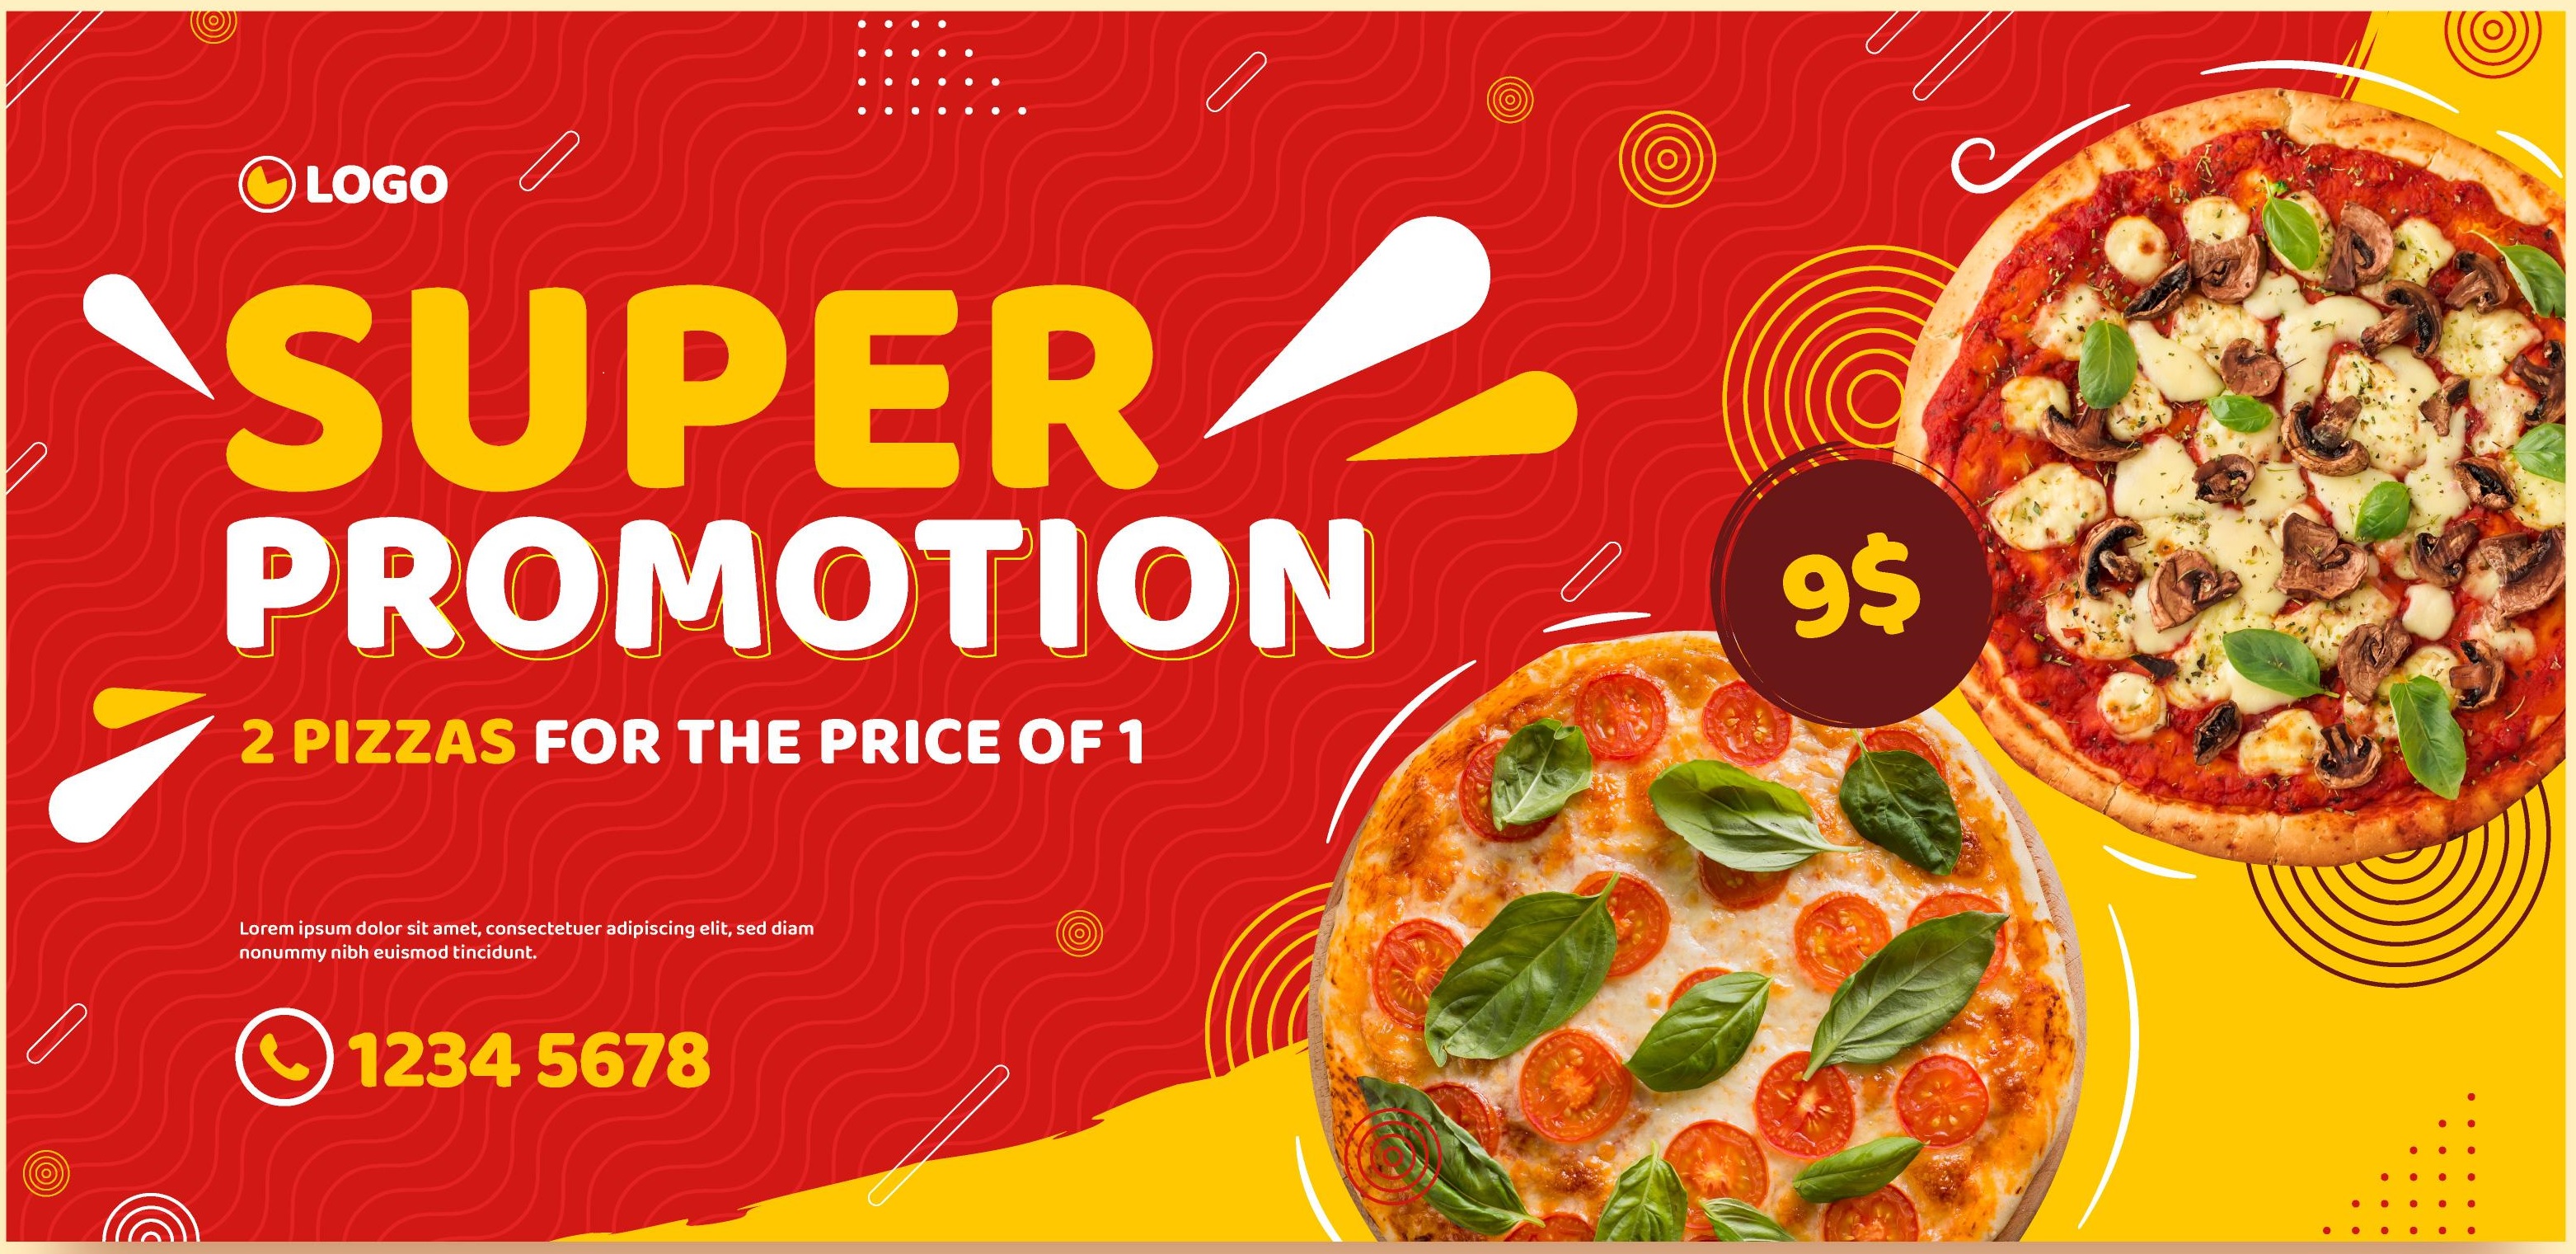 LOGO
SUPER
PROMOTION
2 PIZZAS FOR THE PRICE OF 1
9$
Lorem ipsum dolor sit amet, consectetuer adipiscing elit, sed diam
nonummy nibh euismod tincidunt.
1234 5678